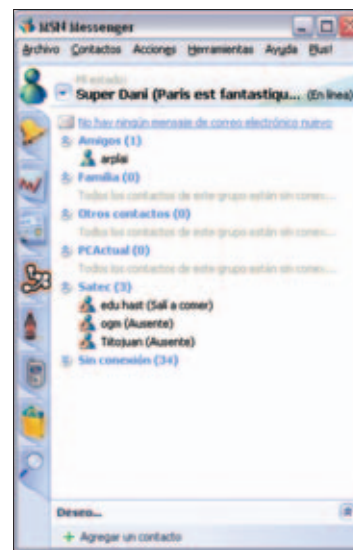 MSN Messenger
Archivo Contactos Acciones Herramientas Ayuda Plus!
Mi estado:
Super Dani (Paris est fantastiqu... (En línea)
No hay ningún mensaje de correo electrónico nuevo
Amigos (1)
arplai
Familia (0)
Todos los contactos de este grupo están sin conex...
Otros contactos (0)
Todos los contactos de este grupo están sin conex...
PCActual (0)
Todos los contactos de este grupo están sin conex...
Satec (3)
edu hast (Salí a comer)
ogm (Ausente)
Titojuan (Ausente)
Sin conexión (34)
Deseo...
Agregar un contacto